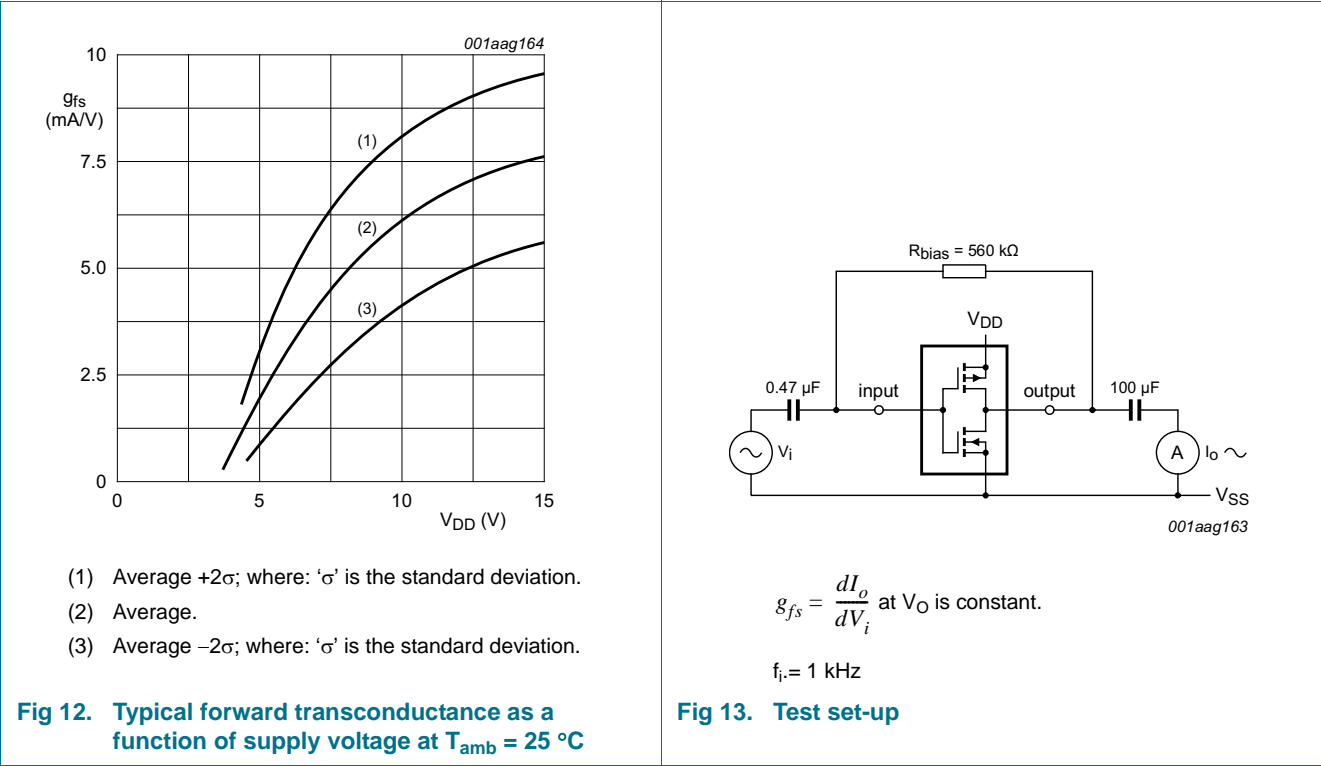 001aag164
10
gfs
(mA/V)
7.5
5.0
2.5
0
(1)
(2)
(3)
0
5
10
15
VDD (V)
(1) Average +2σ; where: ‘σ’ is the standard deviation.
(2) Average.
(3) Average −2σ; where: ‘σ’ is the standard deviation.
Fig 12. Typical forward transconductance as a
function of supply voltage at Tamb = 25 °C
Rbias = 560 kΩ
VDD
0.47 μF
input
output
100 μF
Vi
A
Io
VSS
001aag163
gfs = dIo/dVi at VO is constant.
fi.= 1 kHz
Fig 13. Test set-up